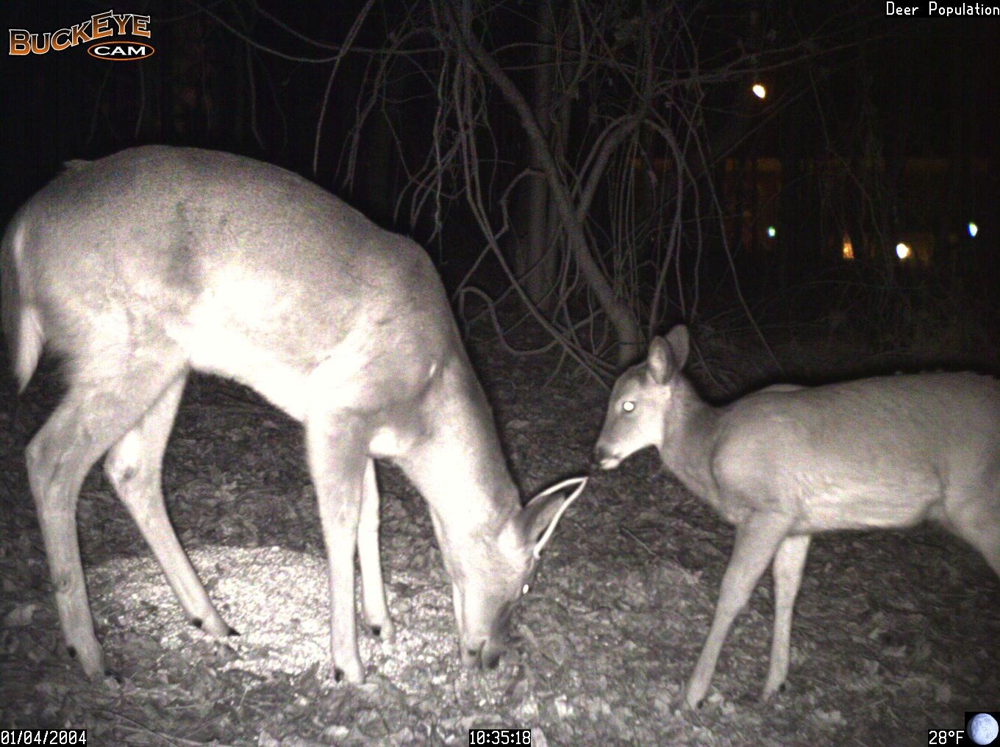 BUCKEYE
CAM
Deer Population
01/04/2004
10:35:18
28°F